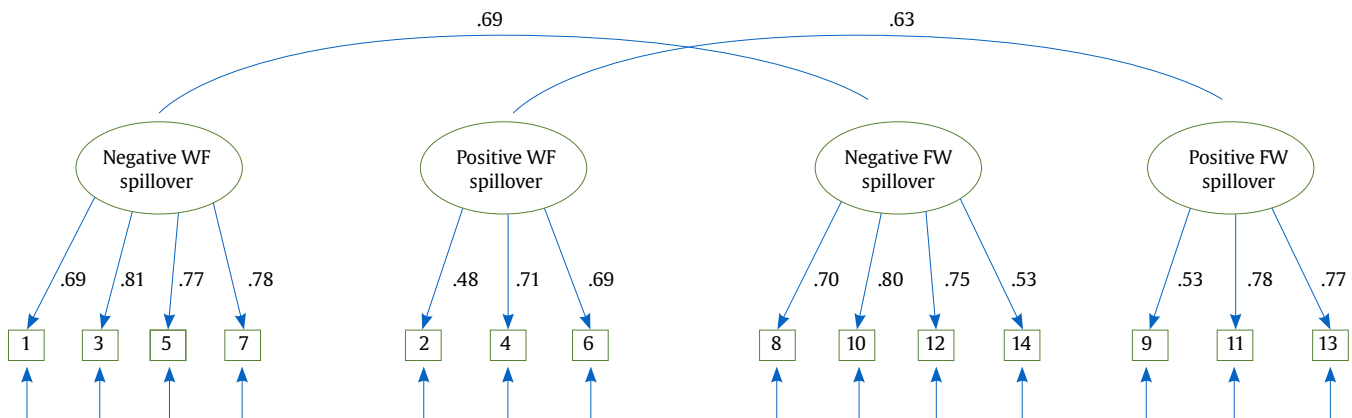 .69 .63
Negative WF
spillover
Positive WF
spillover
Negative FW
spillover
Positive FW
spillover
.69 .81 .77 .78 .48 .71 .69 .70 .80 .75 .53 .53 .78 .77
1 3 5 7 2 4 6 8 10 12 14 9 11 13